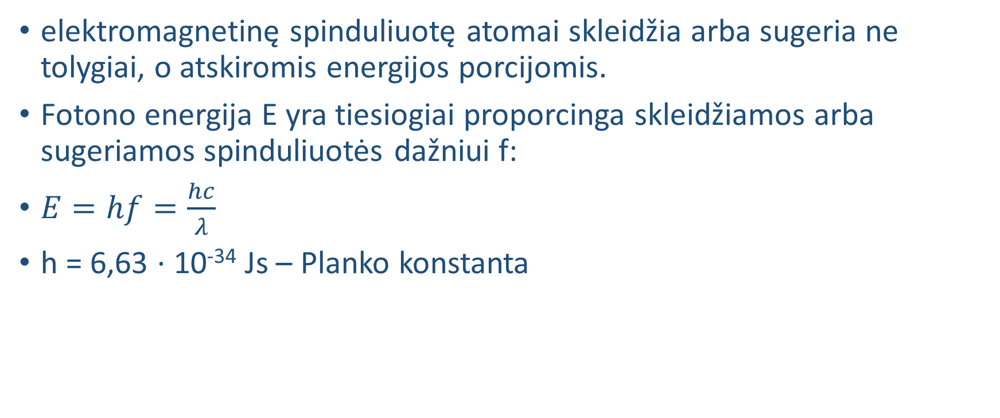 • elektromagnetinę spinduliuotę atomai skleidžia arba sugeria ne
tolygiai, o atskiromis energijos porcijomis.
• Fotono energija E yra tiesiogiai proporcinga skleidžiamos arba
sugeriamos spinduliuotės dažniui f:
• $E = hf = \frac{hc}{\lambda}$
• h = 6,63 · 10⁻³⁴ Js – Planko konstanta